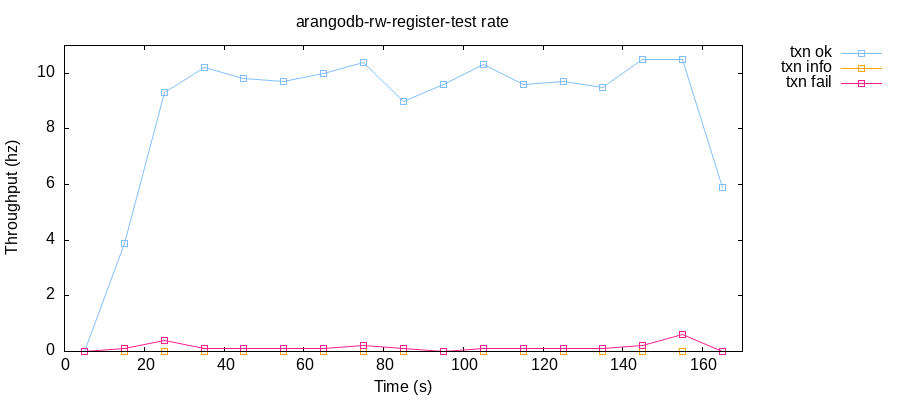 arangodb-rw-register-test rate
txn ok
txn info
txn fail
10
8
6
4
2
0
Throughput (hz)
0 20 40 60 80 100 120 140 160
Time (s)